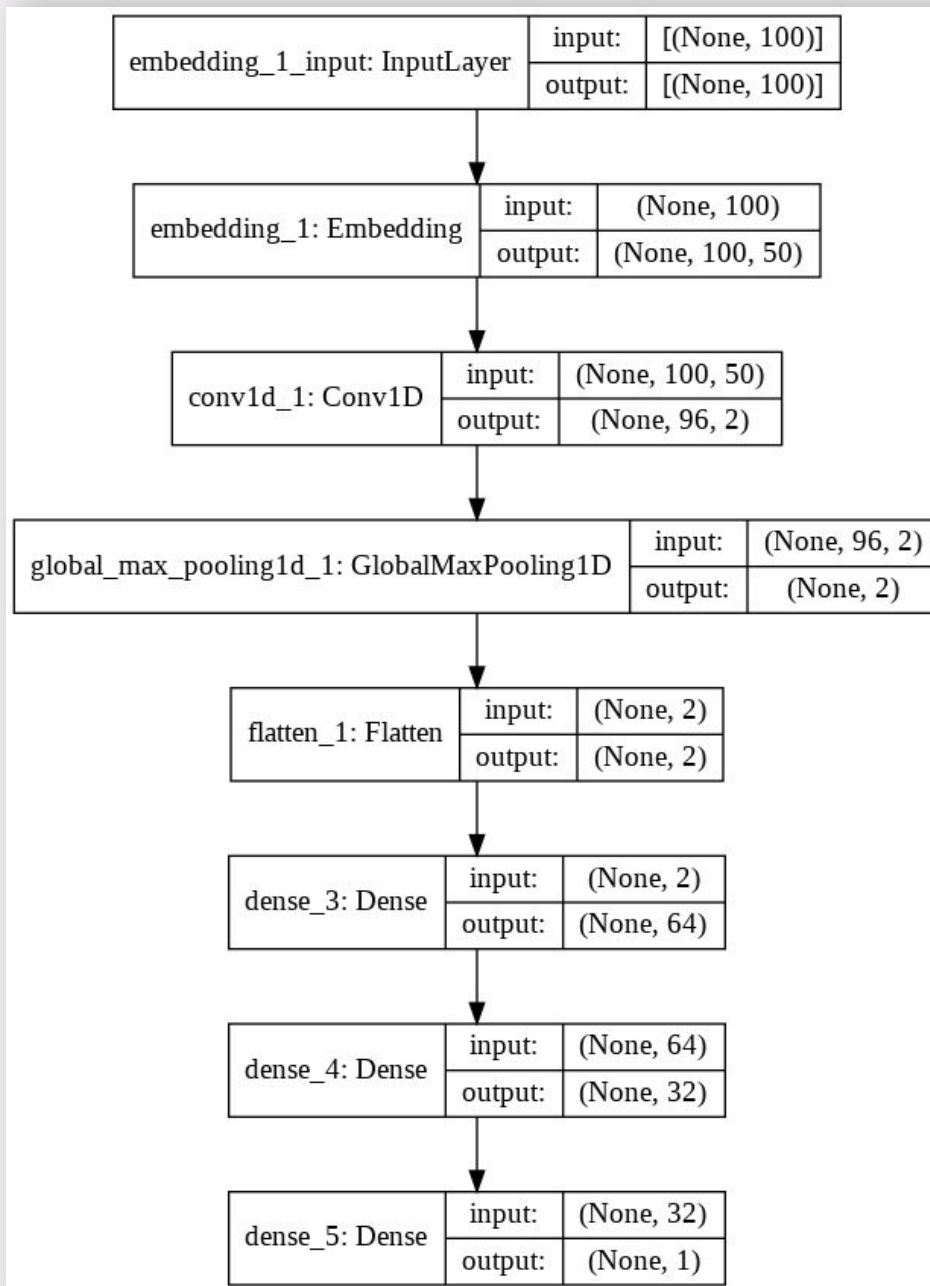 embedding_1_input: InputLayer
input: [(None, 100)]
output: [(None, 100)]
embedding_1: Embedding
input: (None, 100)
output: (None, 100, 50)
conv1d_1: Conv1D
input: (None, 100, 50)
output: (None, 96, 2)
global_max_pooling1d_1: GlobalMaxPooling1D
input: (None, 96, 2)
output: (None, 2)
flatten_1: Flatten
input: (None, 2)
output: (None, 2)
dense_3: Dense
input: (None, 2)
output: (None, 64)
dense_4: Dense
input: (None, 64)
output: (None, 32)
dense_5: Dense
input: (None, 32)
output: (None, 1)